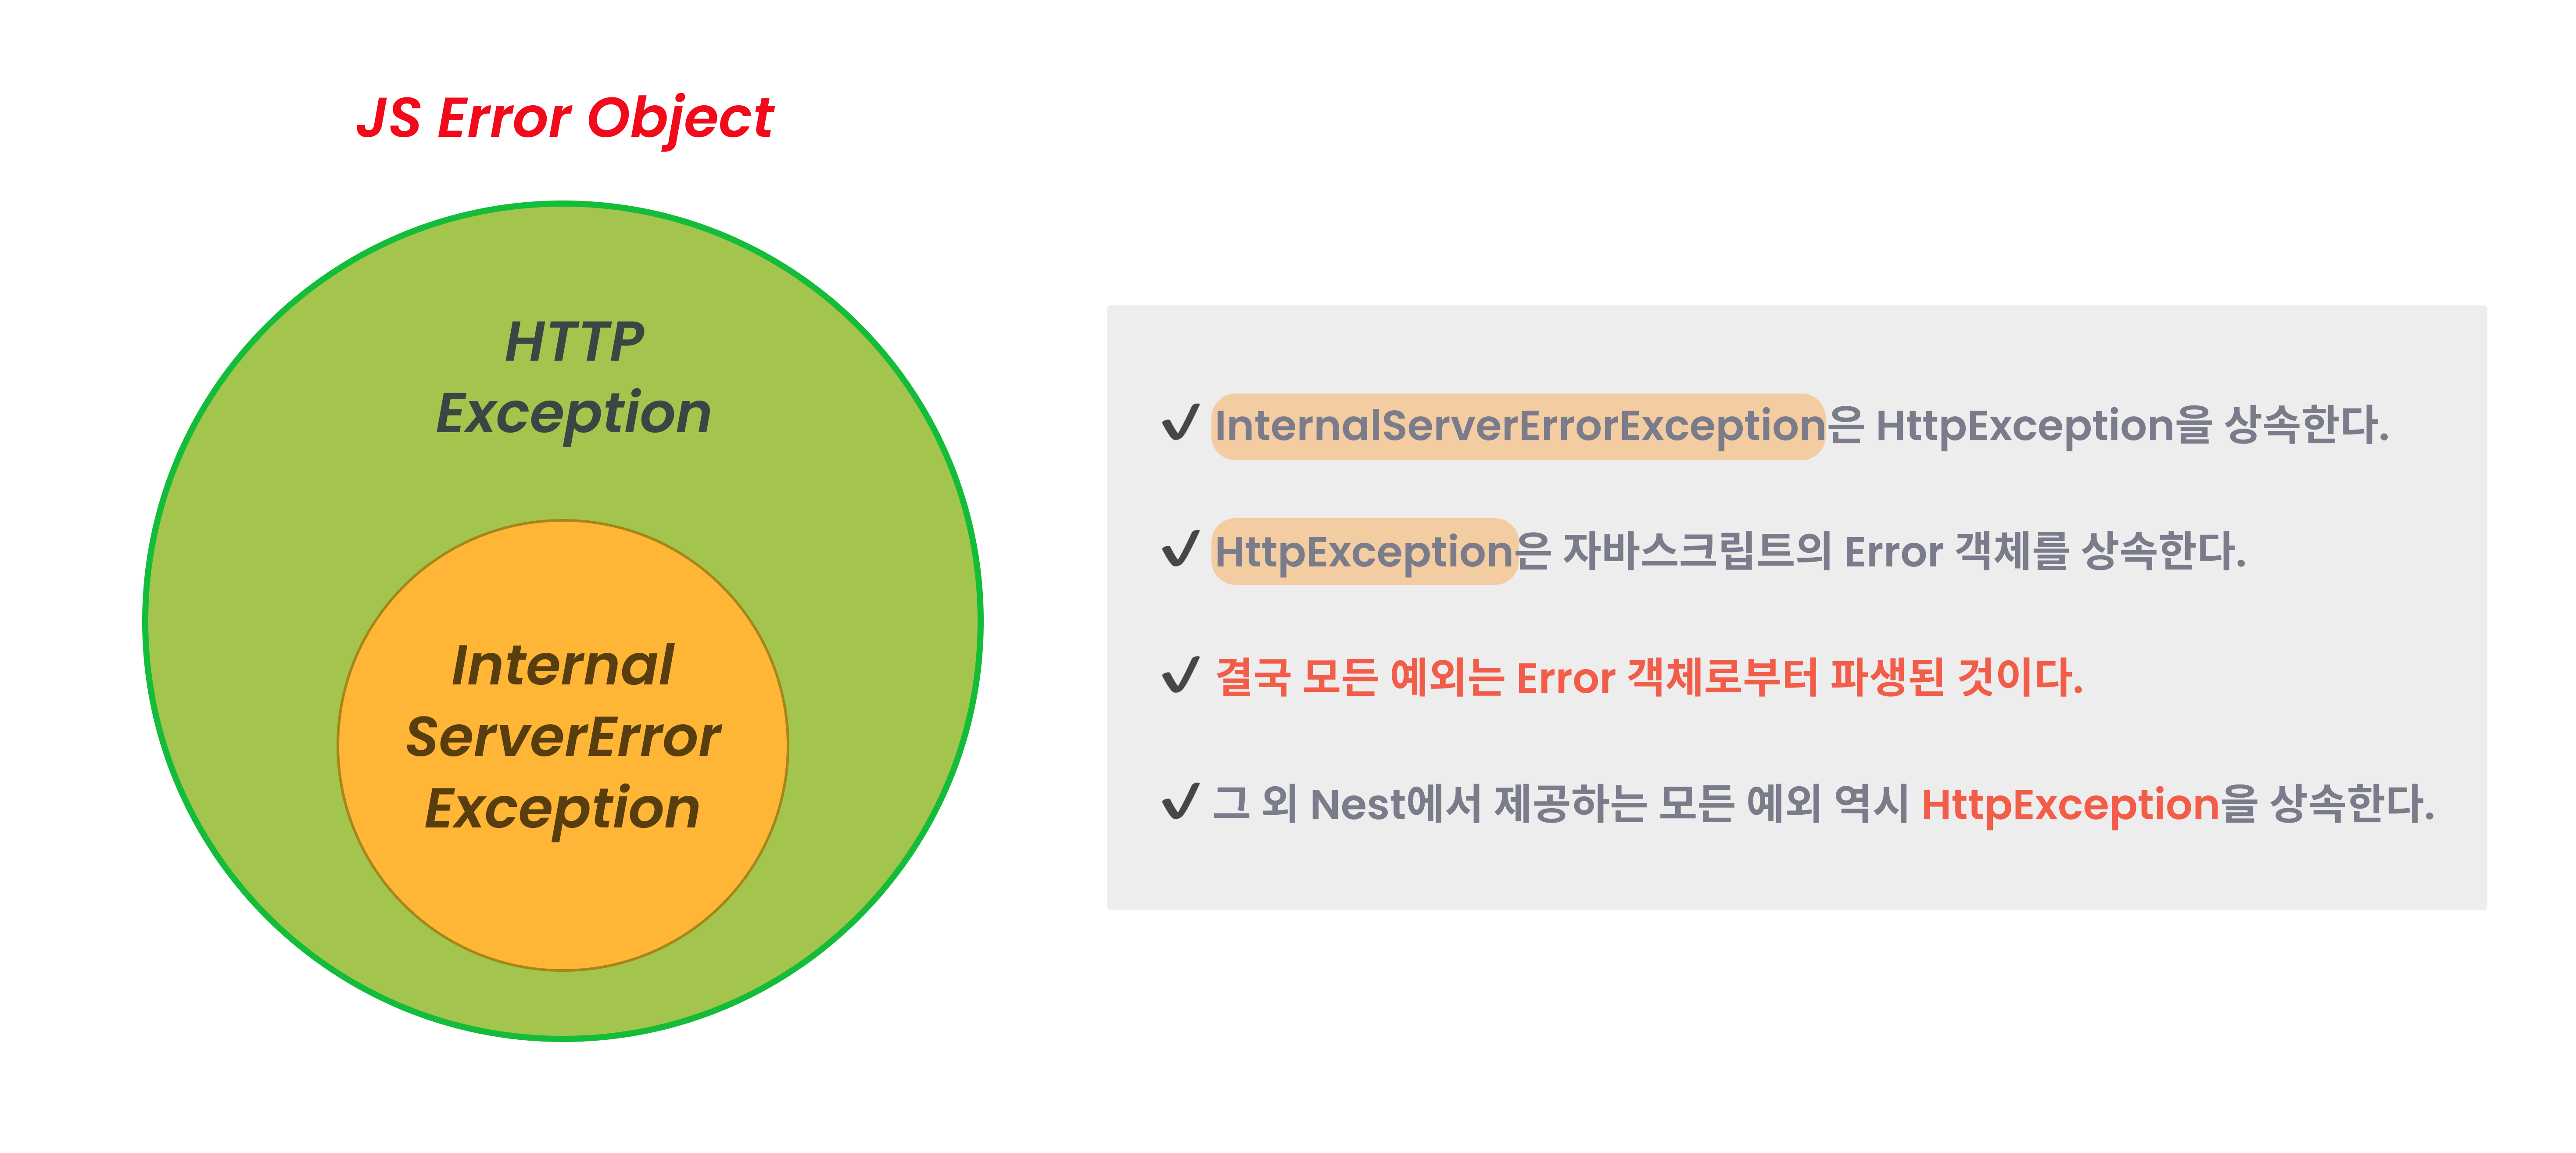 JS Error Object
HTTP
Exception
Internal
ServerError
Exception
✔ InternalServerErrorException은 HttpException을 상속한다.
✔ HttpException은 자바스크립트의 Error 객체를 상속한다.
✔ 결국 모든 예외는 Error 객체로부터 파생된 것이다.
✔ 그 외 Nest에서 제공하는 모든 예외 역시 HttpException을 상속한다.